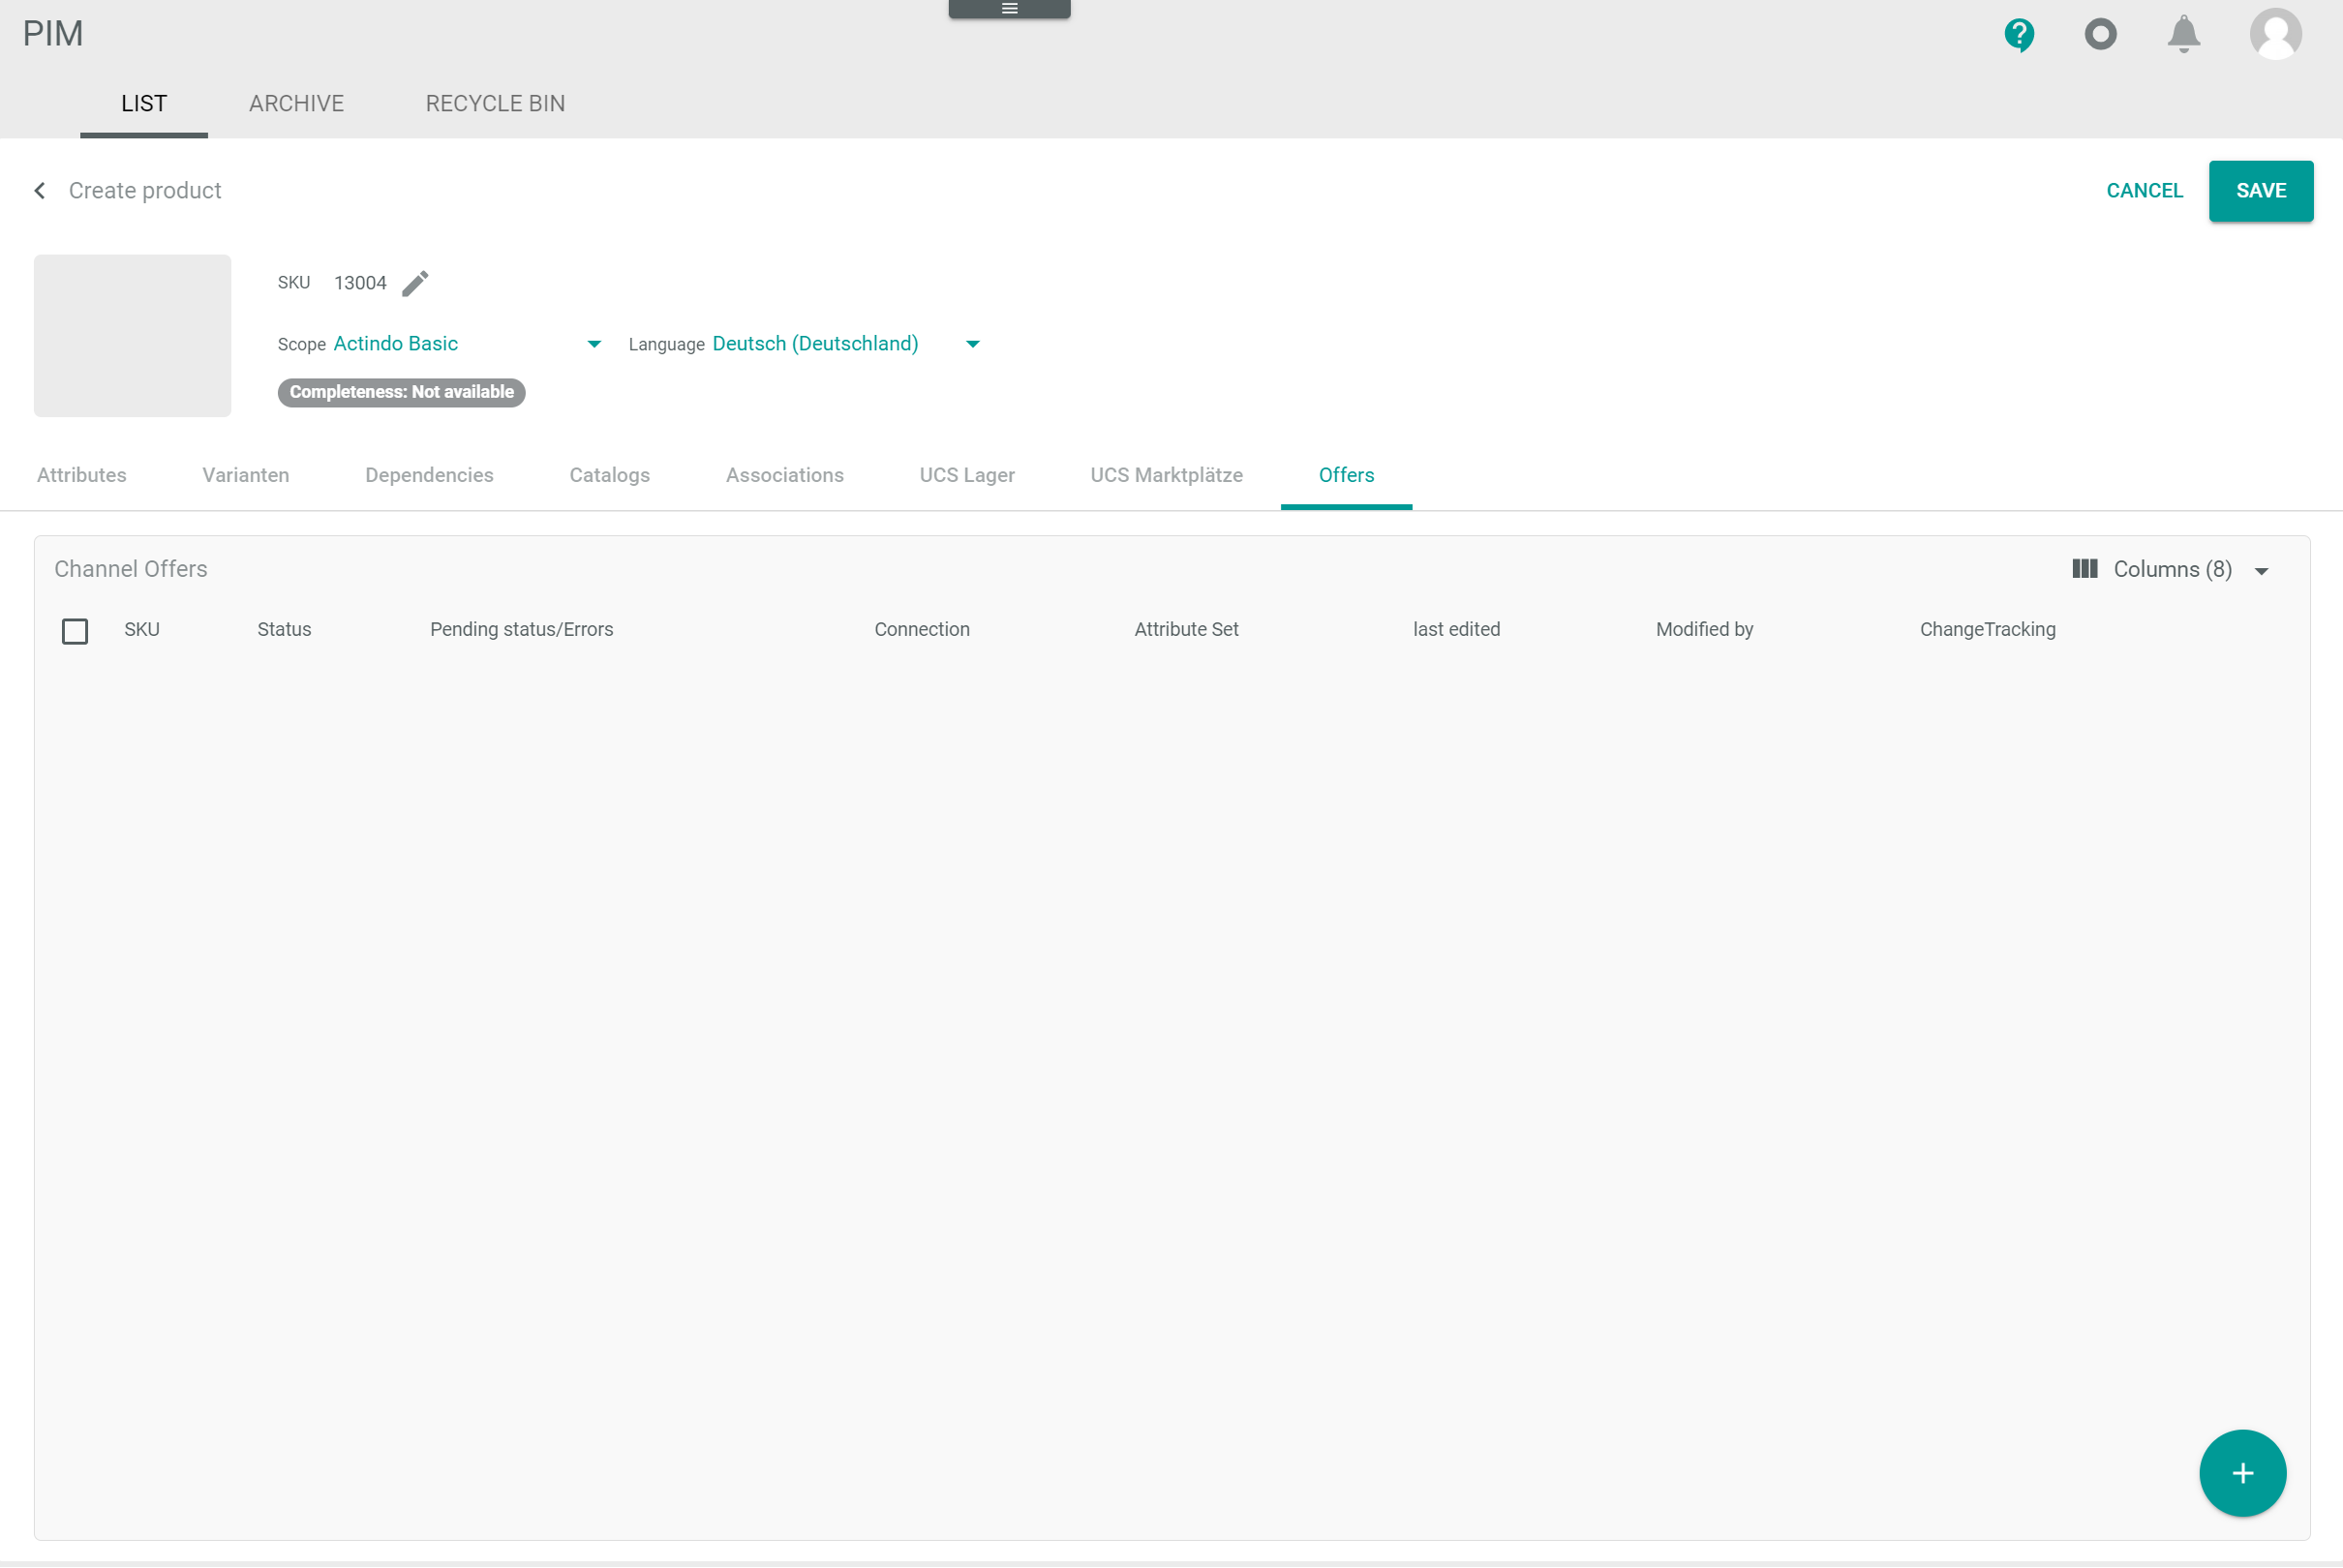 PIM
LIST ARCHIVE RECYCLE BIN
Create product CANCEL SAVE
SKU 13004
Scope Actindo Basic Language Deutsch (Deutschland)
Completeness: Not available
Attributes Varianten Dependencies Catalogs Associations UCS Lager UCS Marktplätze Offers
Channel Offers Columns (8)
SKU Status Pending status/Errors Connection Attribute Set last edited Modified by ChangeTracking